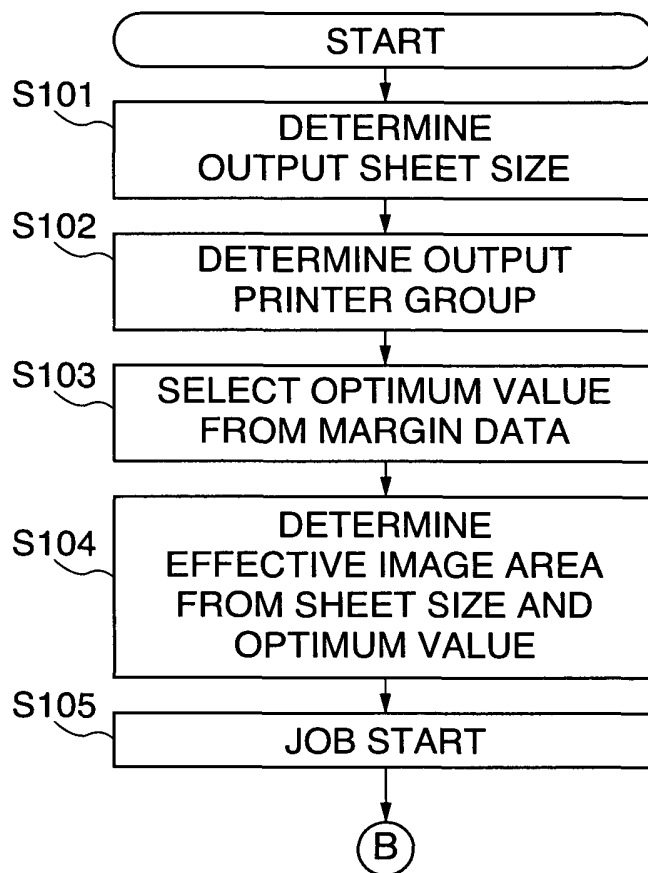 START
S101
DETERMINE
OUTPUT SHEET SIZE
S102
DETERMINE OUTPUT
PRINTER GROUP
S103
SELECT OPTIMUM VALUE
FROM MARGIN DATA
S104
DETERMINE
EFFECTIVE IMAGE AREA
FROM SHEET SIZE AND
OPTIMUM VALUE
S105
JOB START
B